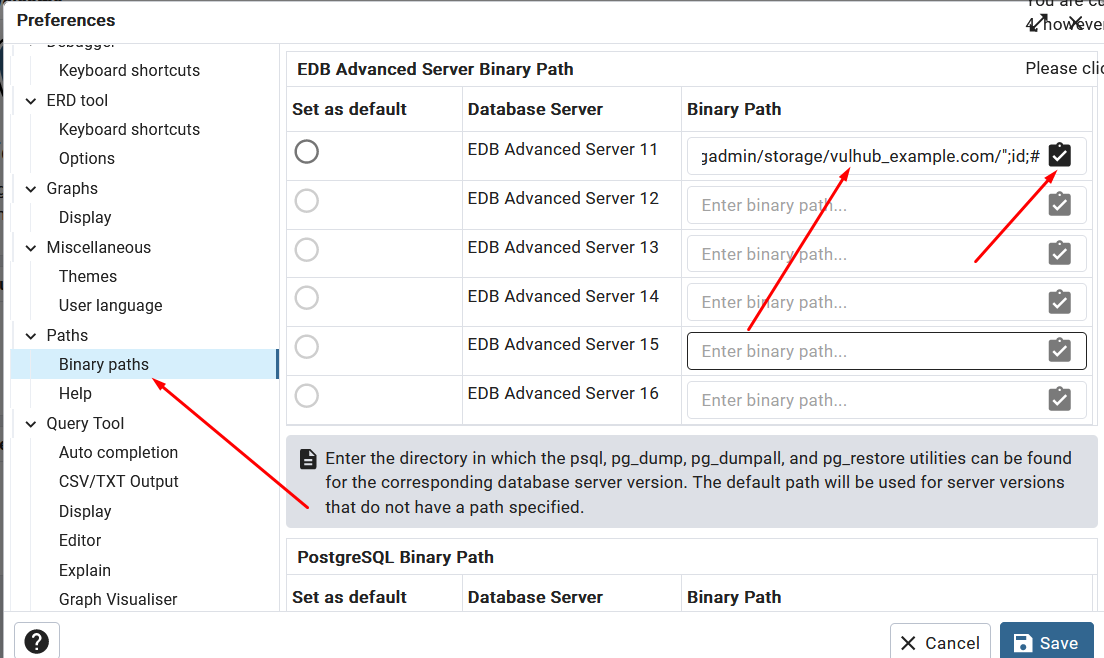 You are cu
Preferences
4, howeve
Debugger
Please clic
Keyboard shortcuts
ERD tool
Keyboard shortcuts
Options
Graphs
Display
Miscellaneous
Themes
User language
Paths
Binary paths
Help
Query Tool
Auto completion
CSV/TXT Output
Display
Editor
Explain
Graph Visualiser
EDB Advanced Server Binary Path
Set as default Database Server Binary Path
EDB Advanced Server 11 gadmin/storage/vulhub_example.com/";id;#
EDB Advanced Server 12 Enter binary path...
EDB Advanced Server 13 Enter binary path...
EDB Advanced Server 14 Enter binary path...
EDB Advanced Server 15 Enter binary path...
EDB Advanced Server 16 Enter binary path...
Enter the directory in which the psql, pg_dump, pg_dumpall, and pg_restore utilities can be found
for the corresponding database server version. The default path will be used for server versions
that do not have a path specified.
PostgreSQL Binary Path
Set as default Database Server Binary Path
? Cancel Save